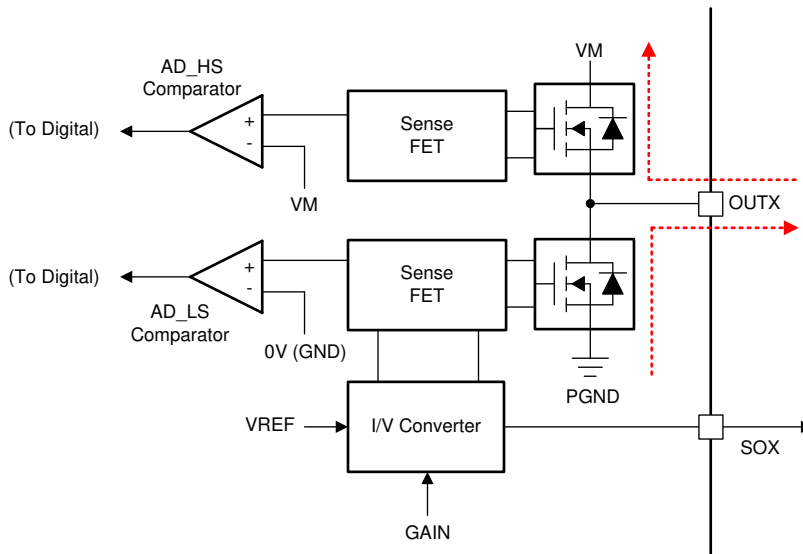 AD_HS
Comparator
VM
(To Digital)
+
-
Sense
FET
VM
OUTX
(To Digital)
+
-
Sense
FET
AD_LS
Comparator
0V (GND)
PGND
VREF
I/V Converter
SOX
GAIN